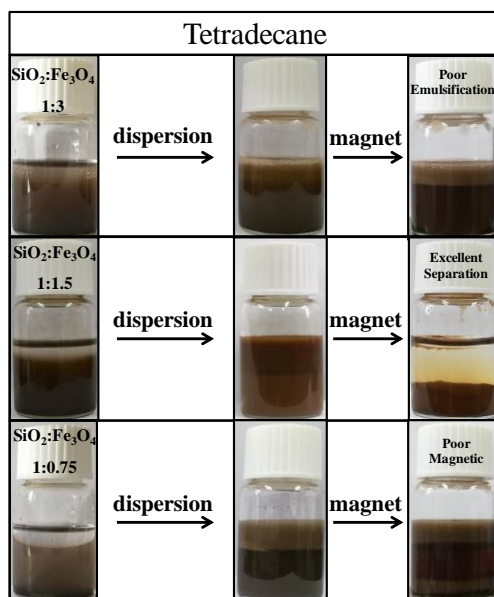 Tetradecane
SiO₂:Fe₃O₄
1:3
dispersion
magnet
Poor
Emulsification
SiO₂:Fe₃O₄
1:1.5
dispersion
magnet
Excellent
Separation
SiO₂:Fe₃O₄
1:0.75
dispersion
magnet
Poor
Magnetic